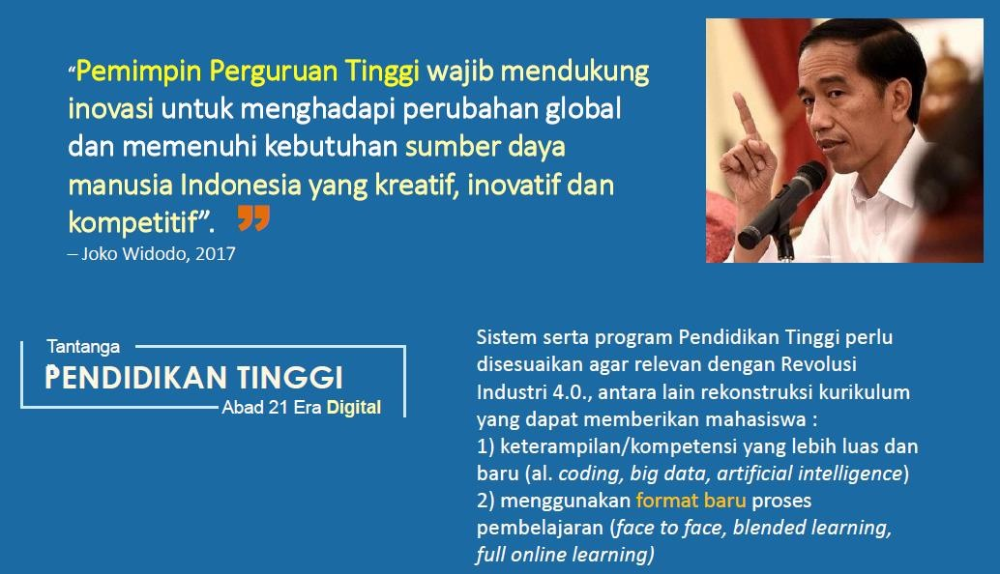 “Pemimpin Perguruan Tinggi wajib mendukung
inovasi untuk menghadapi perubahan global
dan memenuhi kebutuhan sumber daya
manusia Indonesia yang kreatif, inovatif dan
kompetitif”. ”
– Joko Widodo, 2017
Tantanga
PENDIDIKAN TINGGI
Abad 21 Era Digital
Sistem serta program Pendidikan Tinggi perlu
disesuaikan agar relevan dengan Revolusi
Industri 4.0., antara lain rekonstruksi kurikulum
yang dapat memberikan mahasiswa :
1) keterampilan/kompetensi yang lebih luas dan
baru (al. coding, big data, artificial intelligence)
2) menggunakan format baru proses
pembelajaran (face to face, blended learning,
full online learning)